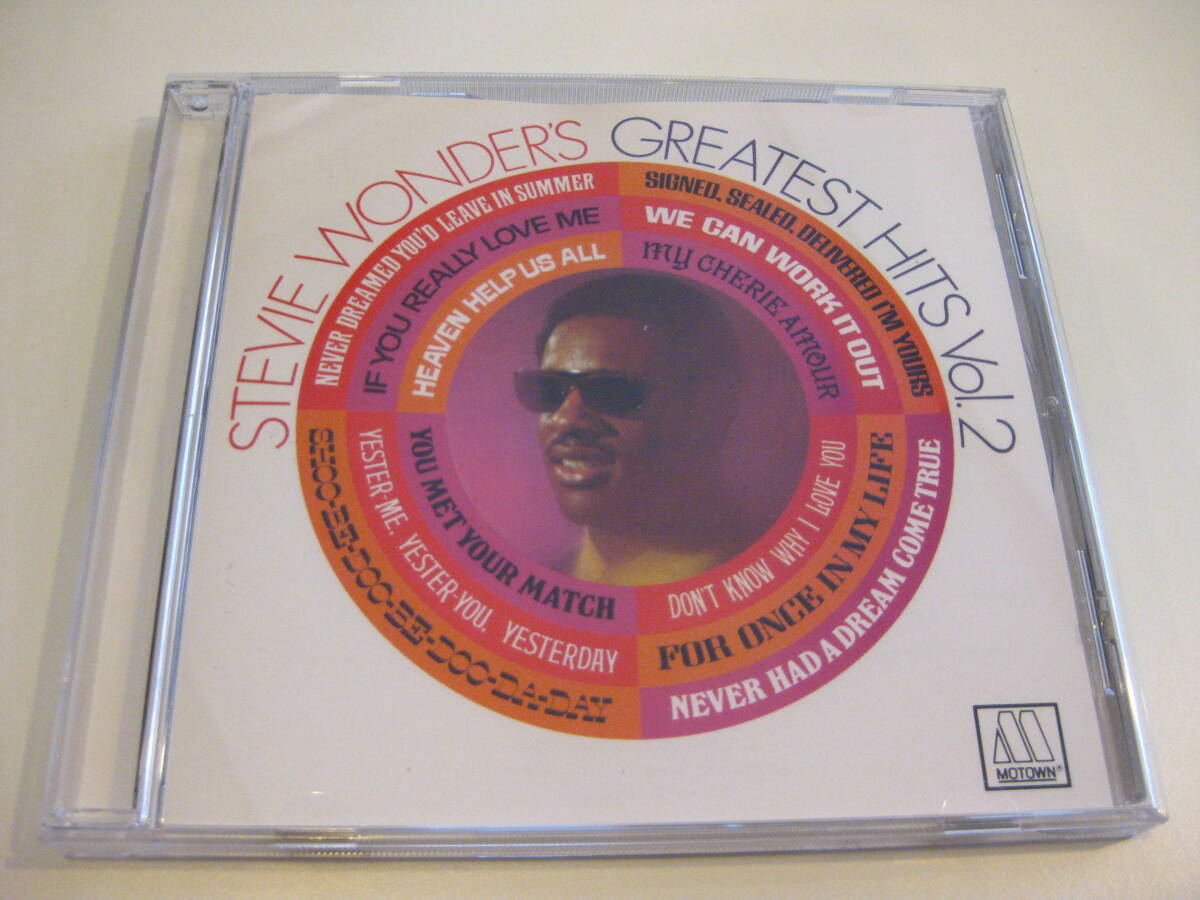 STEVIE WONDER'S GREATEST HITS Vol. 2
NEVER DREAMED YOU'D LEAVE IN SUMMER
IF YOU REALLY LOVE ME
HEAVEN HELP US ALL
SIGNED, SEALED, DELIVERED I'M YOURS
WE CAN WORK IT OUT
MY CHERIE AMOUR
YOU MET YOUR MATCH
YESTER-ME, YESTER-YOU, YESTERDAY
SHOO-BE-DOO-BE-DOO-DA-DAY
DON'T KNOW WHY I LOVE YOU
FOR ONCE IN MY LIFE
NEVER HAD A DREAM COME TRUE
MOTOWN®